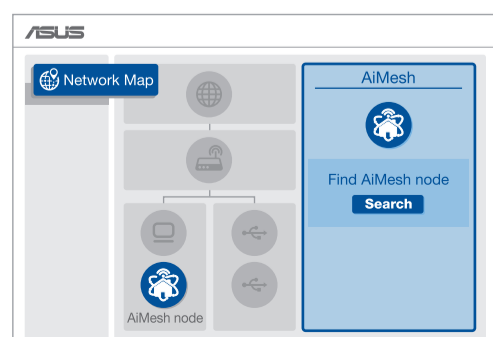 ASUS
Network Map
AiMesh
Find AiMesh node
Search
AiMesh node